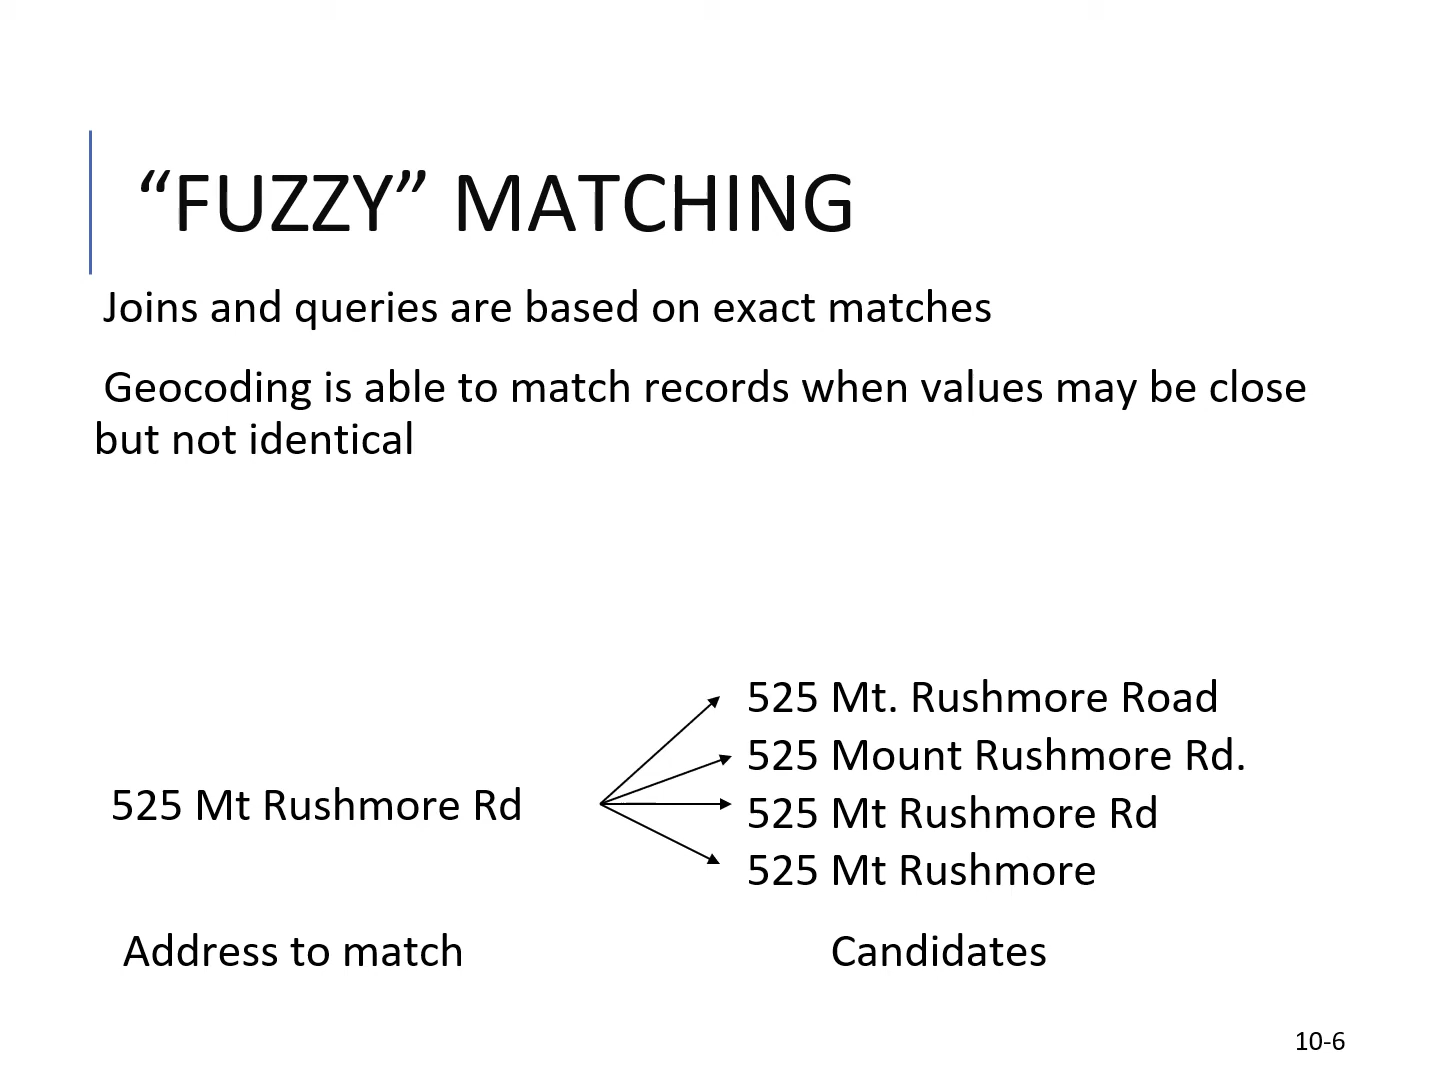 “FUZZY” MATCHING
Joins and queries are based on exact matches
Geocoding is able to match records when values may be close
but not identical
525 Mt. Rushmore Road
525 Mount Rushmore Rd.
525 Mt Rushmore Rd
525 Mt Rushmore Rd
525 Mt Rushmore
Address to match
Candidates
10-6